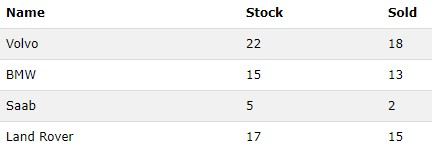 Name Stock Sold
Volvo 22 18
BMW 15 13
Saab 5 2
Land Rover 17 15